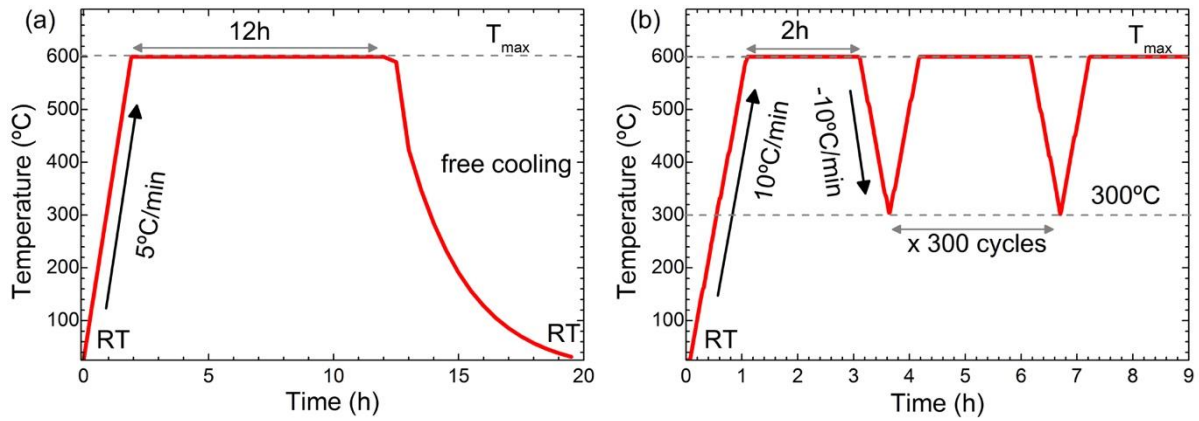 (a)
12h
T max
600
500
400
300
200
100
Temperature (ºC)
5ºC/min
free cooling
RT
RT
0
5
10
15
20
Time (h)
(b)
2h
T max
600
500
400
300
200
100
Temperature (ºC)
10ºC/min
-10ºC/min
300ºC
x 300 cycles
RT
0
1
2
3
4
5
6
7
8
9
Time (h)